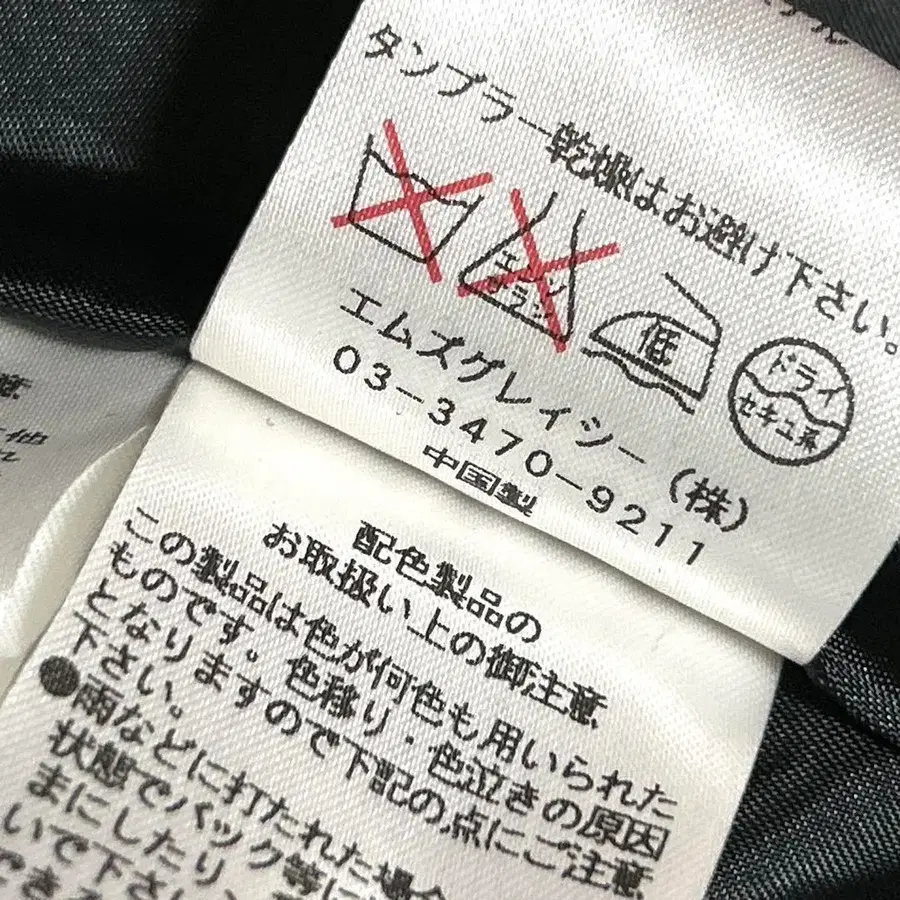 タンブラー乾燥はお避け下さい。
エンソ
サラシ
低
ドライ
セキユ系
エムズグレイシー(株)
03-3470-9211
中国製
配色製品の
お取扱い上の御注意
この製品は色が何色も用いられた
ものです。色移り・色泣きの原因
となりますので下記の点にご注意
下さい。
●雨などに打たれた場合
状態でバック等に
まにしたり、
いで下さい